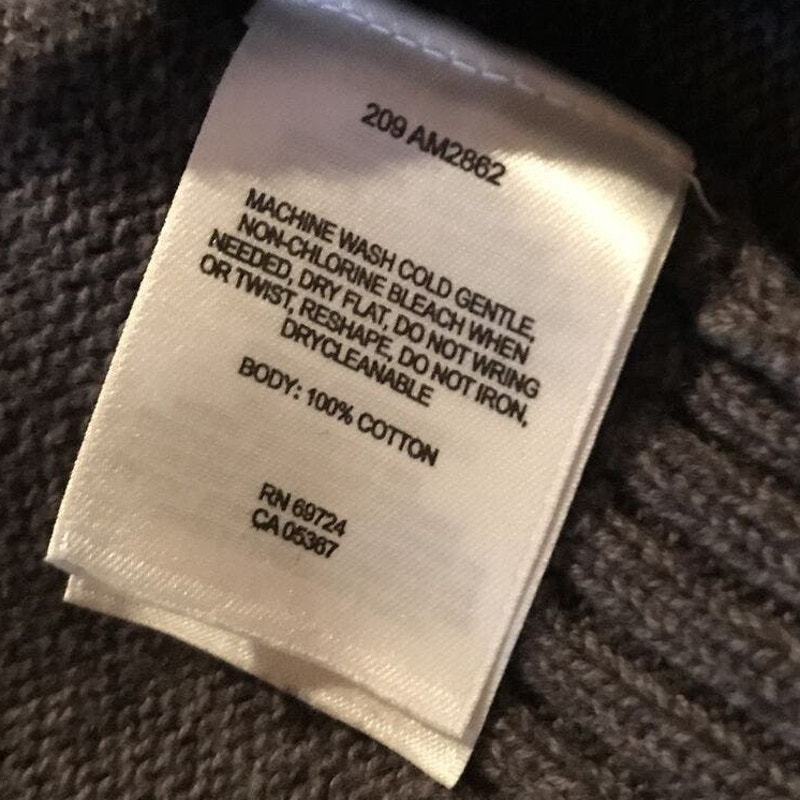 209 AM2862
MACHINE WASH COLD GENTLE,
NON-CHLORINE BLEACH WHEN
NEEDED, DRY FLAT, DO NOT WRING
OR TWIST, RESHAPE, DO NOT IRON,
DRYCLEANABLE
BODY: 100% COTTON
RN 69724
CA 05367